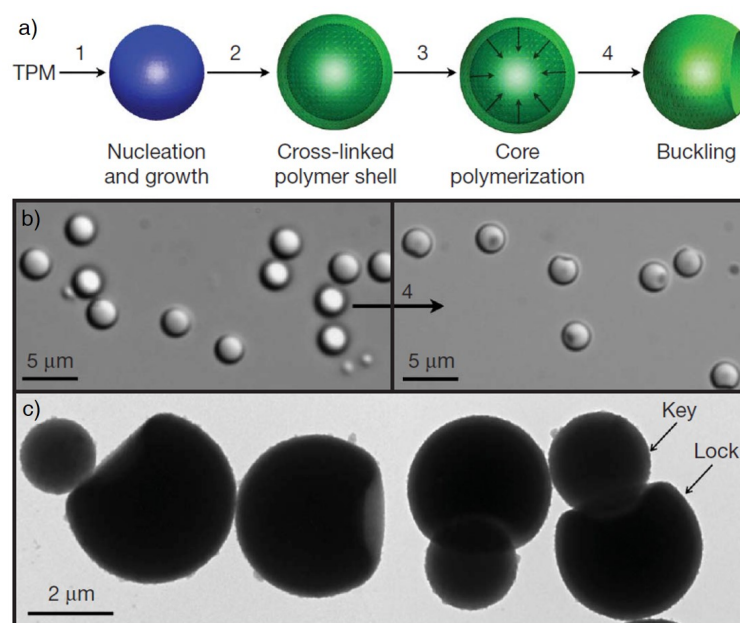 a)
TPM
1
2
3
4
Nucleation
and growth
Cross-linked
polymer shell
Core
polymerization
Buckling
b)
4
5 μm
5 μm
c)
Key
Lock
2 μm